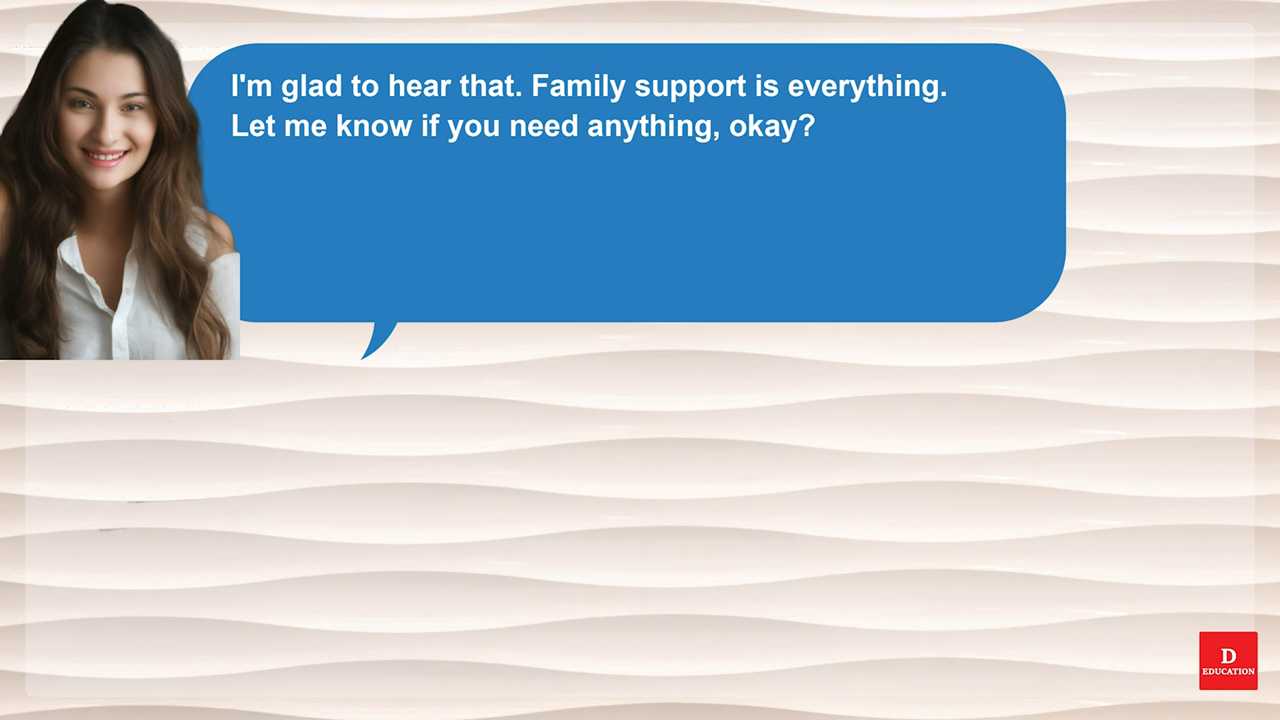 I'm glad to hear that. Family support is everything.
Let me know if you need anything, okay?
D
EDUCATION